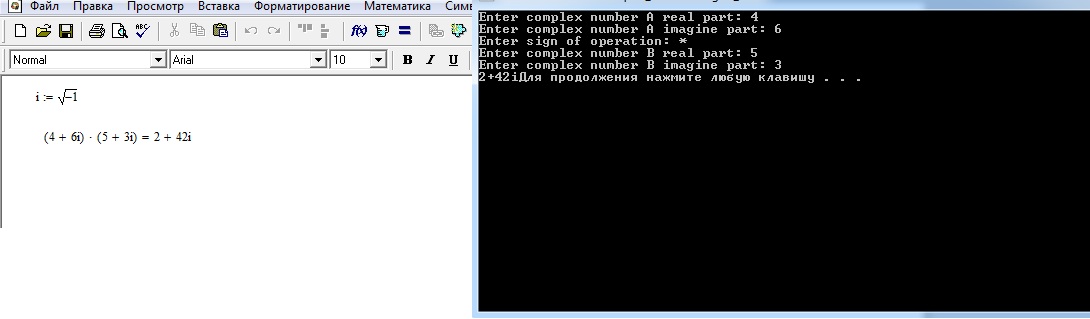 Файл Правка Просмотр Вставка Форматирование Математика Симв
Normal Arial 10 B I U
i := √-1
(4 + 6i) · (5 + 3i) = 2 + 42i
Enter complex number A real part: 4
Enter complex number A imagine part: 6
Enter sign of operation: *
Enter complex number B real part: 5
Enter complex number B imagine part: 3
2+42iДля продолжения нажмите любую клавишу . . .